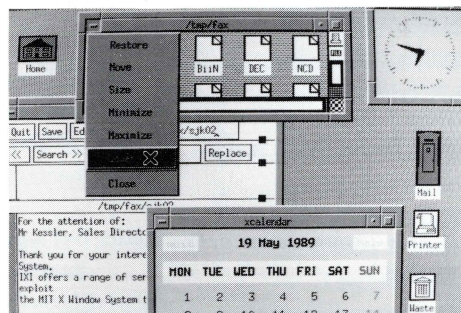 /tmp/fax
Restore
Move
Size
Minimize
Maximize
Close
BiiN
DEC
NCD
Home
Quit
Save
Ed
x/sjk02
<<
Search >>
Replace
/tmp/fax/sjk02
For the attention of:
Mr Kessler, Sales Directo
Thank you for your intere
System.
IXI offers a range of ser
exploit
the MIT X Window System t
xcalendar
19 May 1989
MON TUE WED THU FRI SAT SUN
1 2 3 4 5 6 7
Mail
Printer
Waste